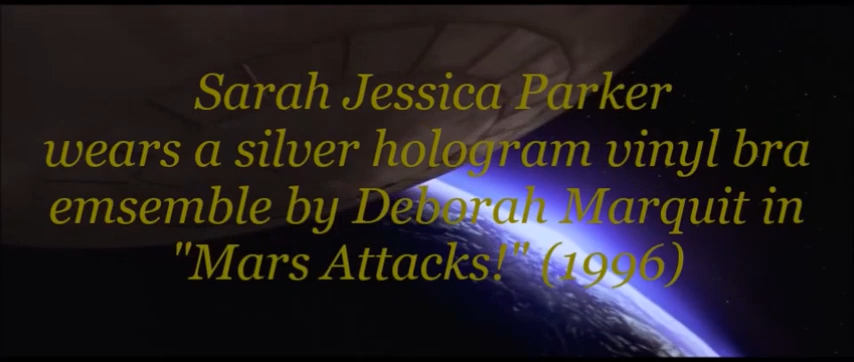 Sarah Jessica Parker
wears a silver hologram vinyl bra
emsemble by Deborah Marquit in
"Mars Attacks!" (1996)